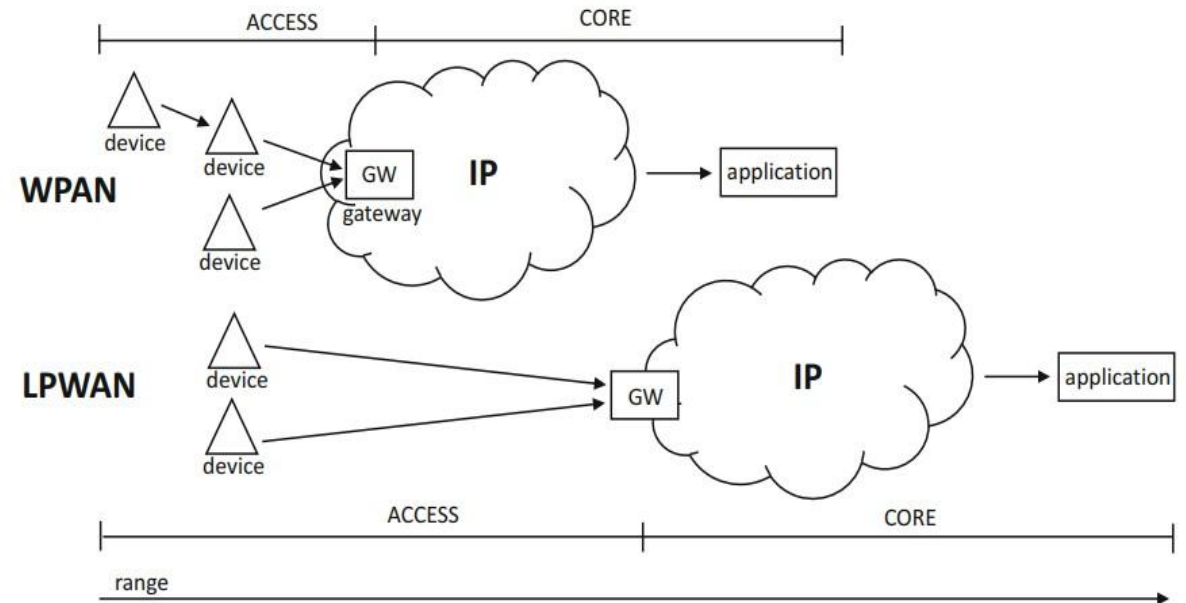 ACCESS
CORE
device
device
device
WPAN
GW
gateway
IP
application
device
device
LPWAN
GW
IP
application
ACCESS
CORE
range